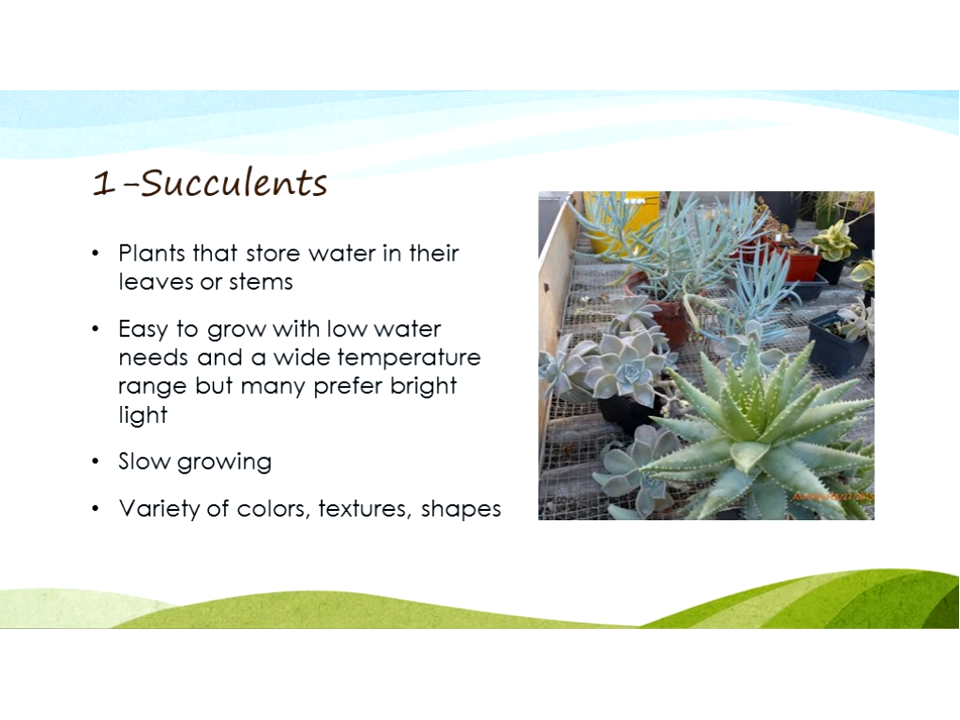 1-Succulents
• Plants that store water in their
leaves or stems
• Easy to grow with low water
needs and a wide temperature
range but many prefer bright
light
• Slow growing
• Variety of colors, textures, shapes